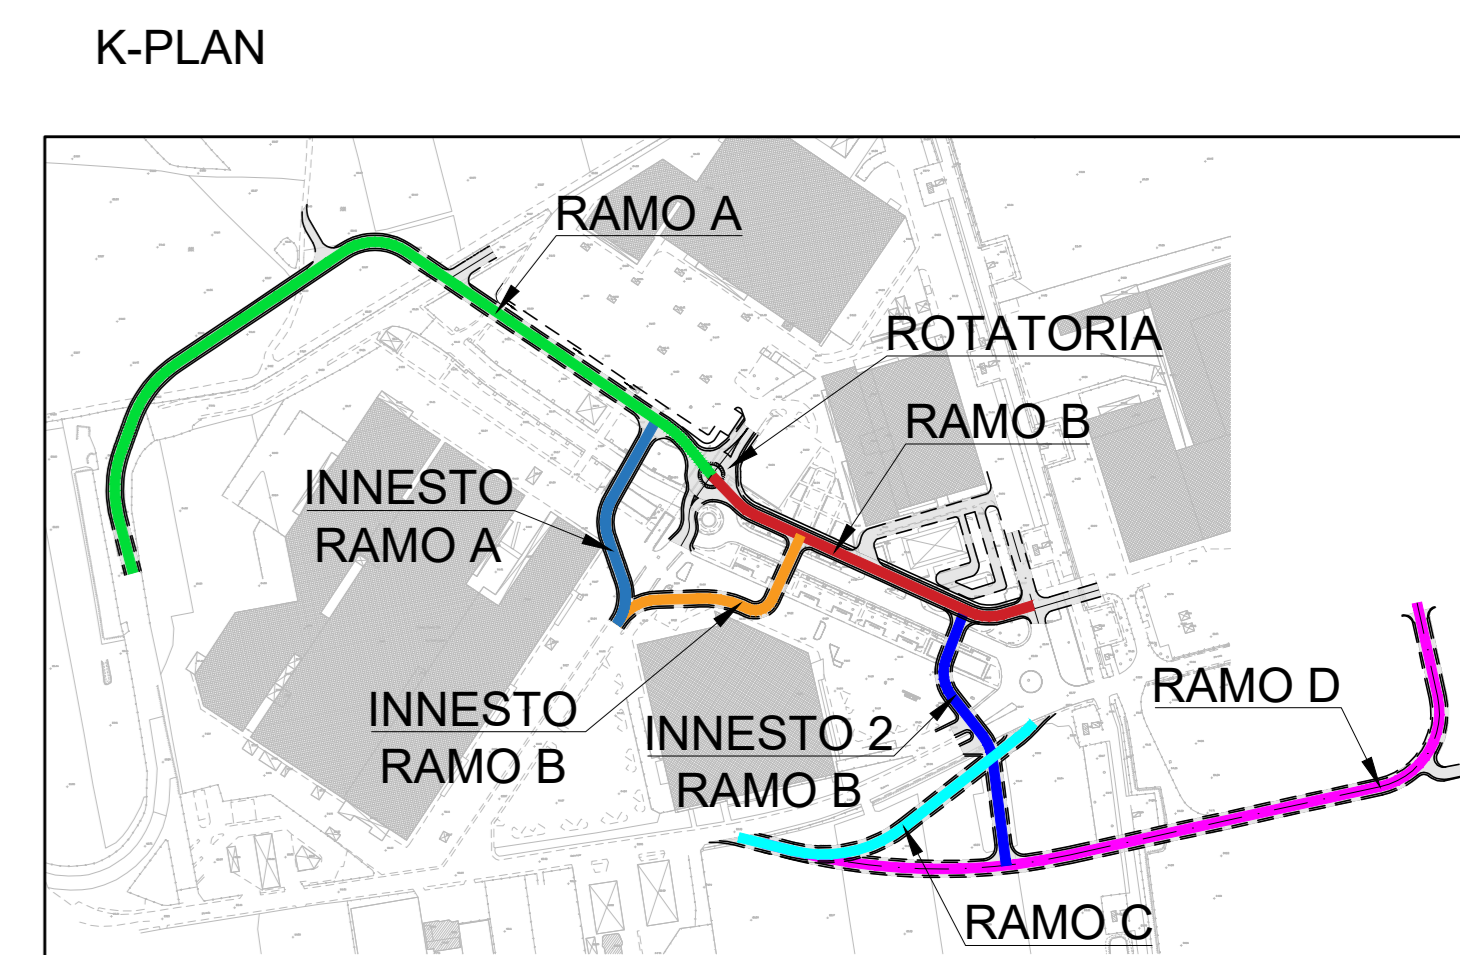 K-PLAN
RAMO A
ROTATORIA
RAMO B
INNESTO
RAMO A
INNESTO
RAMO B
INNESTO 2
RAMO B
RAMO D
RAMO C